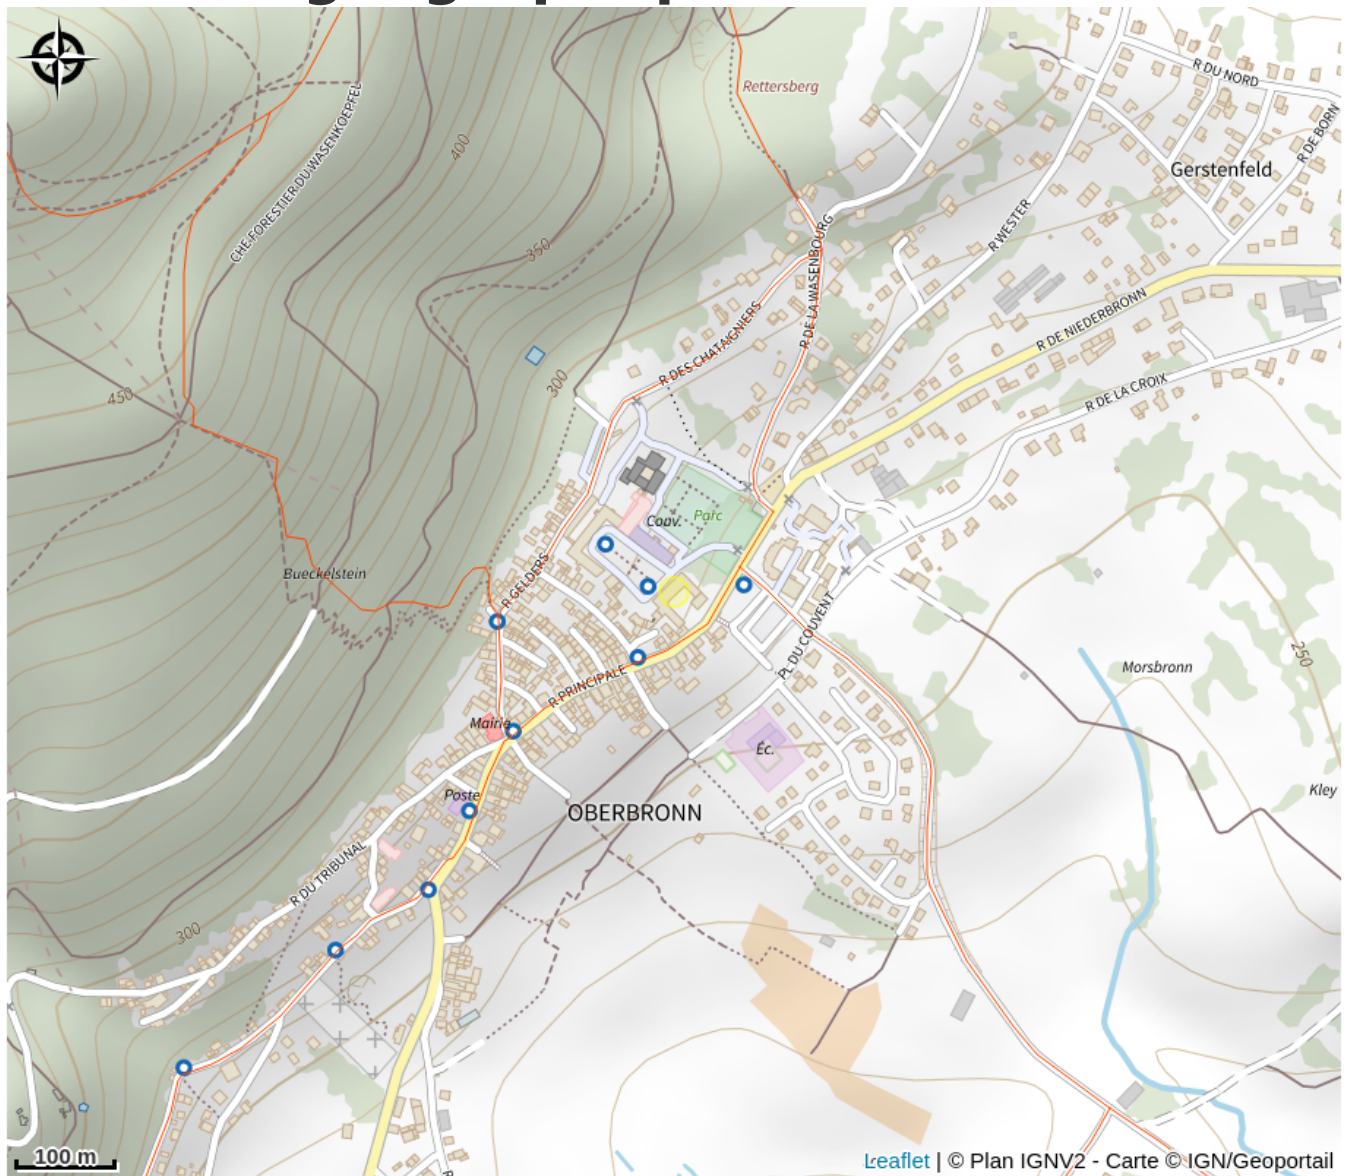 R DU NORD
Rettersberg
CHE FORESTIER DU WASENKOEPFEL
400
R DE BORN
Gerstenfeld
R WESTER
R DE LA WASENBOURG
350
R DE NIEDERBRONN
R DES CHATAIGNIERS
300
450
R DE LA CROIX
Couv.
Parc
Bueckelstein
R GELDERS
PL. DU COUVENT
250
Morsbronn
R PRINCIPALE
Mairie
Éc.
Poste
OBERBRONN
Kley
R DU TRIBUNAL
300
100 m
R
Leaflet | © Plan IGNV2 - Carte © IGN/Geoportail